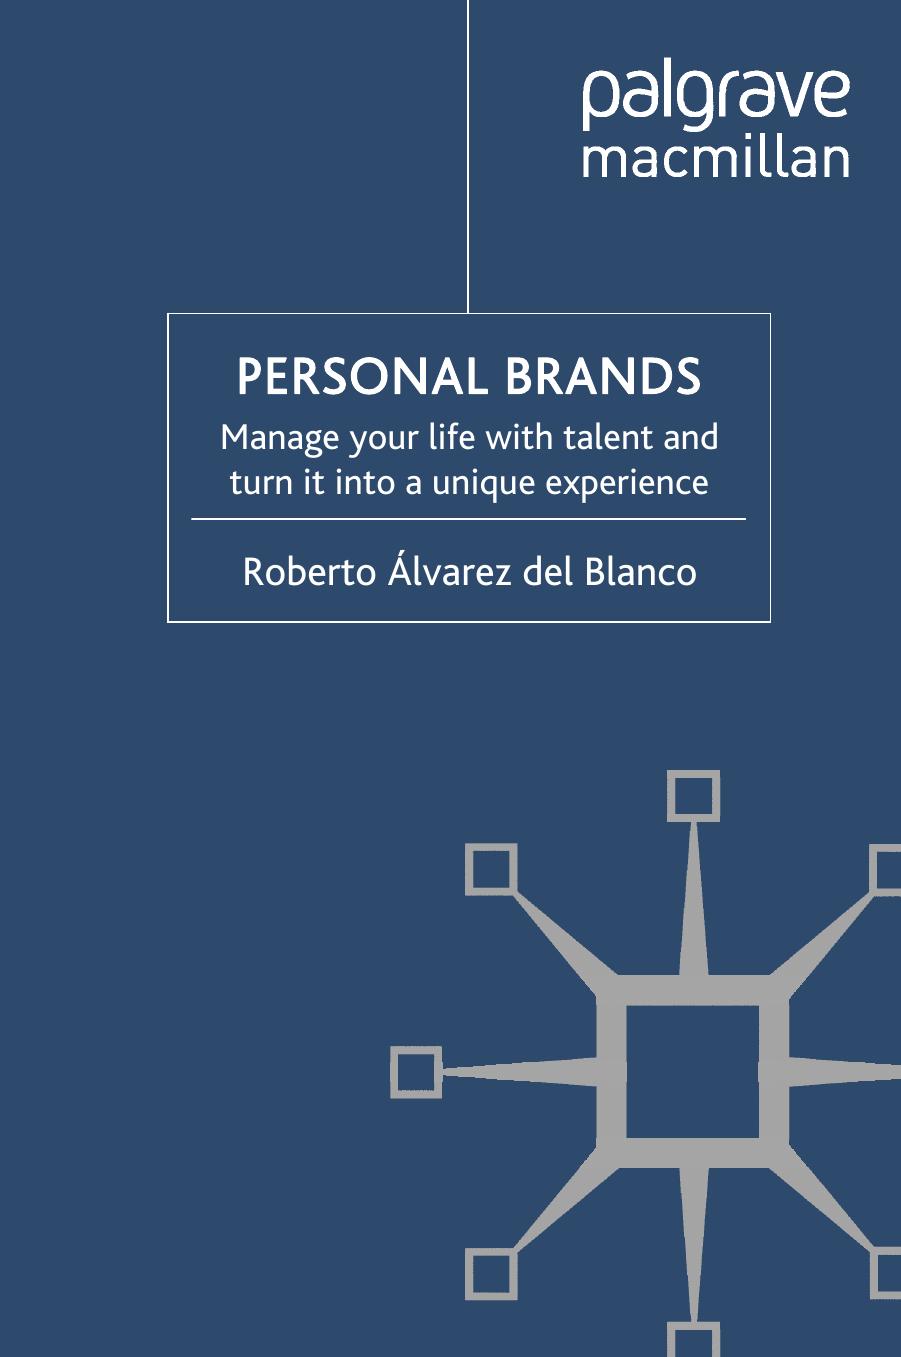 palgrave
macmillan
PERSONAL BRANDS
Manage your life with talent and
turn it into a unique experience
Roberto Álvarez del Blanco